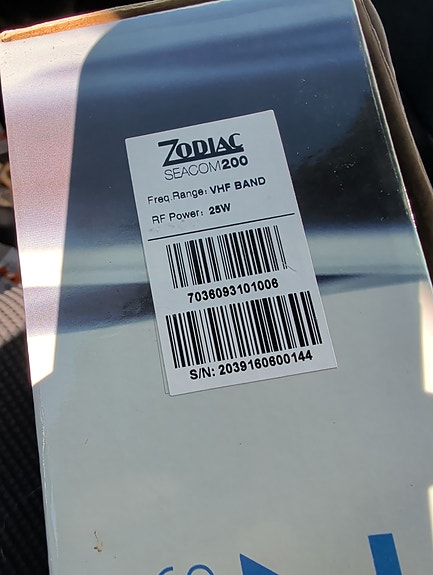 ZODIAC
SEACOM200
Freq.Range: VHF BAND
RF Power: 25W
7036093101006
S/N: 2039160600144